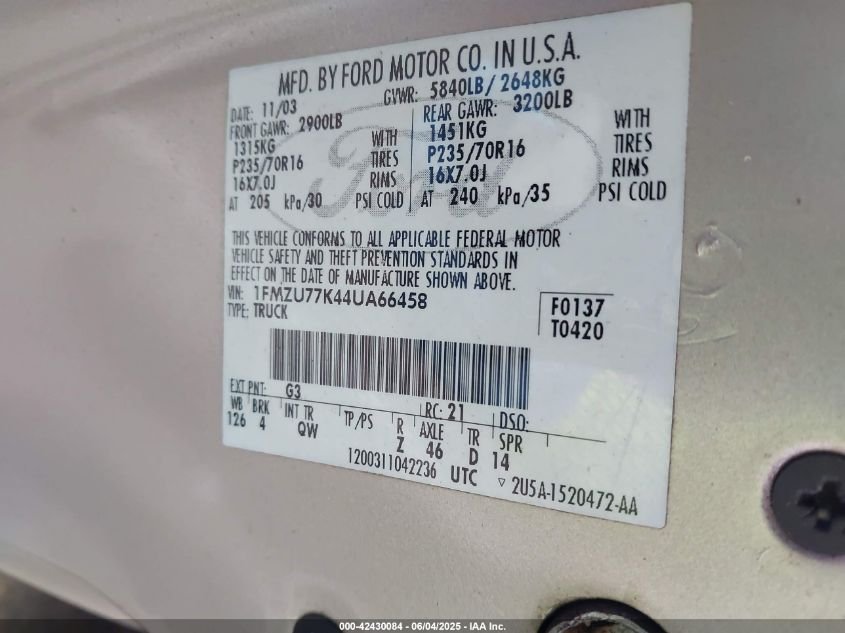 MFD. BY FORD MOTOR CO. IN U.S.A.
DATE: 11/03 GVWR: 5840LB/ 2648KG
FRONT GAWR: 2900LB REAR GAWR: 3200LB
1315KG WITH 1451KG WITH
P235/70R16 TIRES P235/70R16 TIRES
16X7.0J RIMS 16X7.0J RIMS
AT 205 kPa/30 PSI COLD AT 240 kPa/35 PSI COLD
Ford
THIS VEHICLE CONFORMS TO ALL APPLICABLE FEDERAL MOTOR
VEHICLE SAFETY AND THEFT PREVENTION STANDARDS IN
EFFECT ON THE DATE OF MANUFACTURE SHOWN ABOVE.
VIN: 1FMZU77K44UA66458
TYPE: TRUCK
F0137
T0420
EXT PNT: G3 RC: 21 DSO:
WB BRK INT TR TP/PS R AXLE TR SPR
126 4 QW Z 46 D 14
1200311042236 UTC ▽ 2U5A-1520472-AA
000-42430084 - 06/04/2025 - IAA Inc.